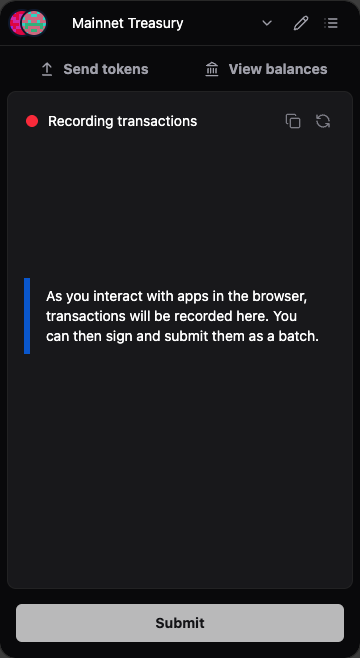 Mainnet Treasury
Send tokens
View balances
Recording transactions
As you interact with apps in the browser,
transactions will be recorded here. You
can then sign and submit them as a batch.
Submit